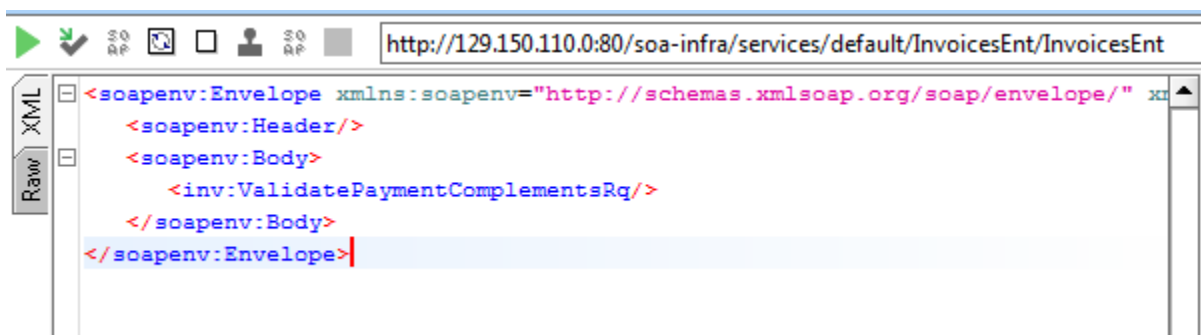 http://129.150.110.0:80/soa-infra/services/default/InvoicesEnt/InvoicesEnt
XML
Raw
<soapenv:Envelope xmlns:soapenv="http://schemas.xmlsoap.org/soap/envelope/"
<soapenv:Header/>
<soapenv:Body>
<inv:ValidatePaymentComplementsRq/>
</soapenv:Body>
</soapenv:Envelope>